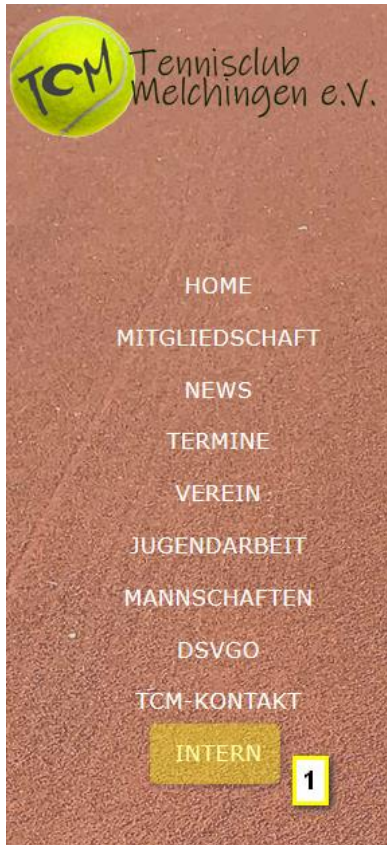 TCM
Tennisclub
Melchingen e.V.
HOME
MITGLIEDSCHAFT
NEWS
TERMINE
VEREIN
JUGENDARBEIT
MANNSCHAFTEN
DSVGO
TCM-KONTAKT
INTERN
1